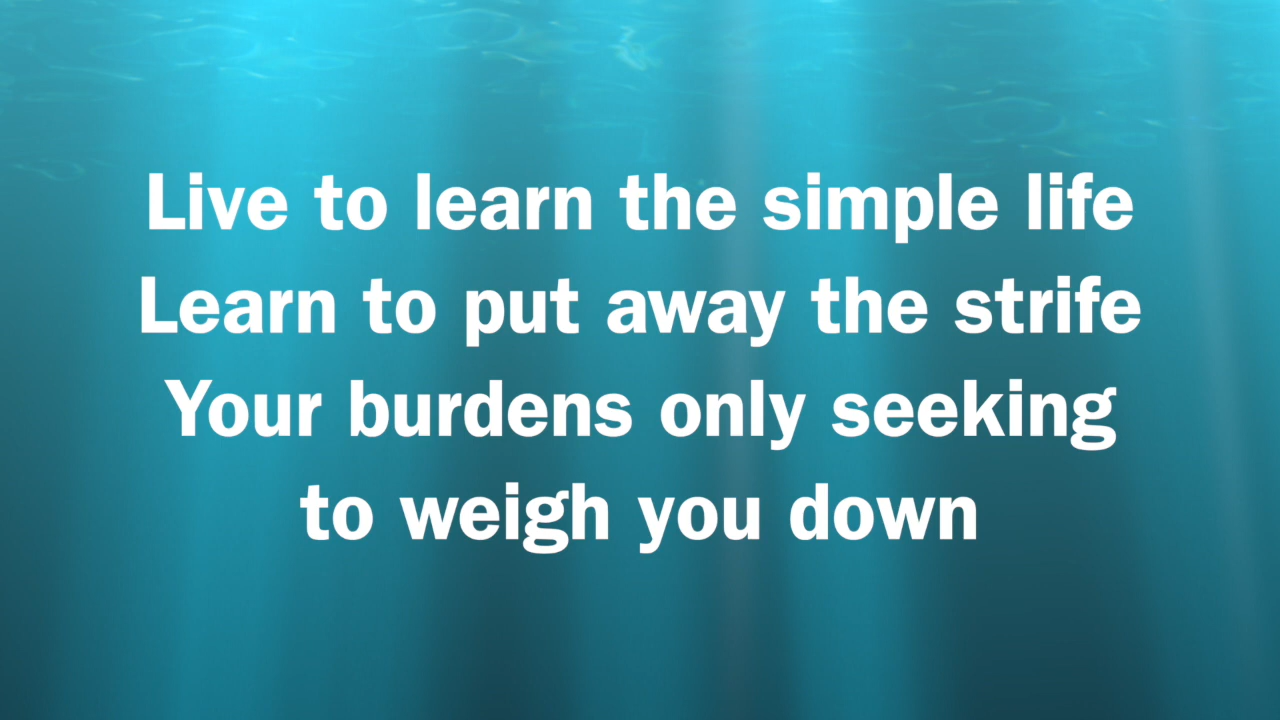 Live to learn the simple life
Learn to put away the strife
Your burdens only seeking
to weigh you down